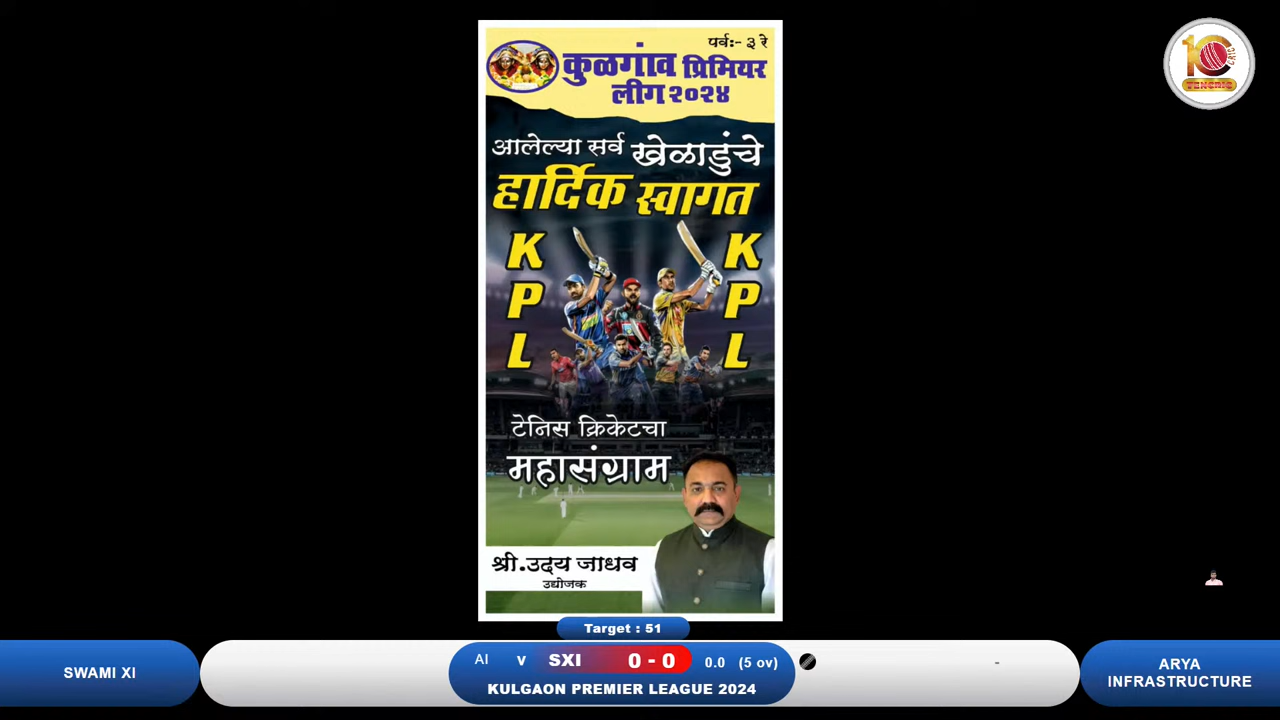 पर्व:- ३ रे
कुळगांव प्रिमियर
लीग २०२४
आलेल्या सर्व खेळाडुंचे
हार्दिक स्वागत
K K
P P
L L
टेनिस क्रिकेटचा
महासंग्राम
श्री.उदय जाधव
उद्योजक
TENCRIC
Target : 51
SWAMI XI
AI v SXI 0 - 0 0.0 (5 ov)
-
KULGAON PREMIER LEAGUE 2024
ARYA
INFRASTRUCTURE